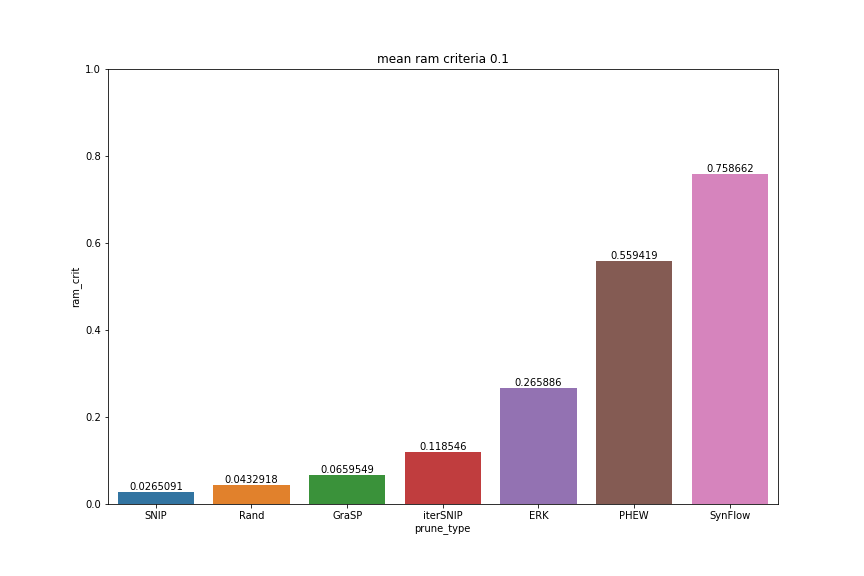 mean ram criteria 0.1
1.0
0.8
0.6
0.4
0.2
0.0
ram_crit
0.0265091
0.0432918
0.0659549
0.118546
0.265886
0.559419
0.758662
SNIP
Rand
GraSP
iterSNIP
ERK
PHEW
SynFlow
prune_type